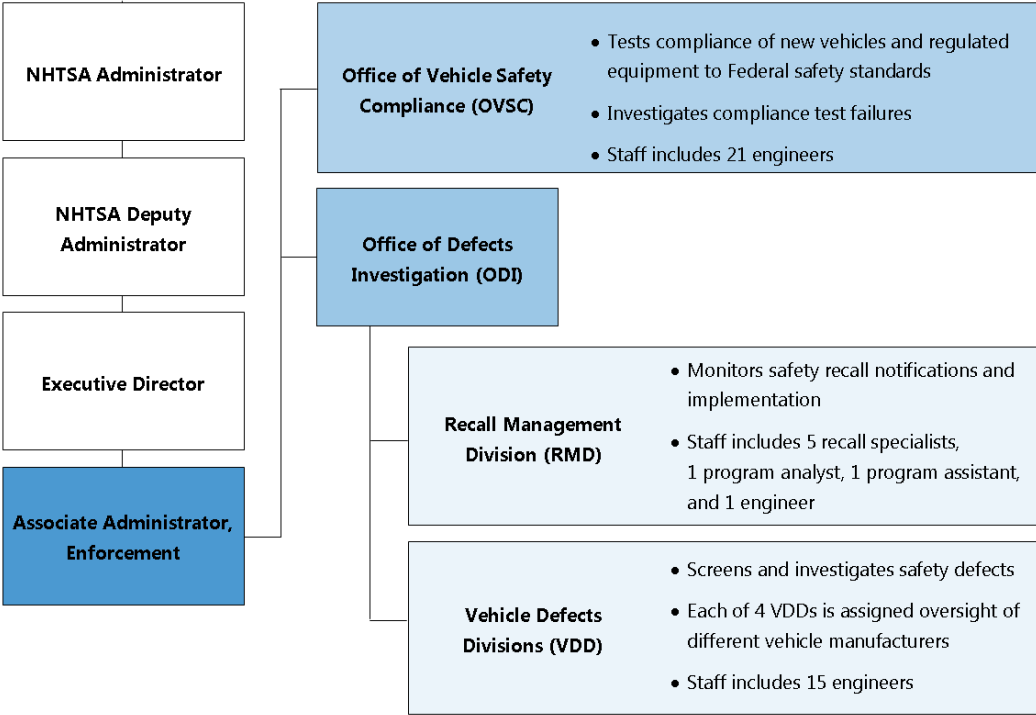 NHTSA Administrator
NHTSA Deputy
Administrator
Executive Director
Associate Administrator,
Enforcement
Office of Vehicle Safety
Compliance (OVSC)
• Tests compliance of new vehicles and regulated
equipment to Federal safety standards
• Investigates compliance test failures
• Staff includes 21 engineers
Office of Defects
Investigation (ODI)
Recall Management
Division (RMD)
• Monitors safety recall notifications and
implementation
• Staff includes 5 recall specialists,
1 program analyst, 1 program assistant,
and 1 engineer
Vehicle Defects
Divisions (VDD)
• Screens and investigates safety defects
• Each of 4 VDDs is assigned oversight of
different vehicle manufacturers
• Staff includes 15 engineers